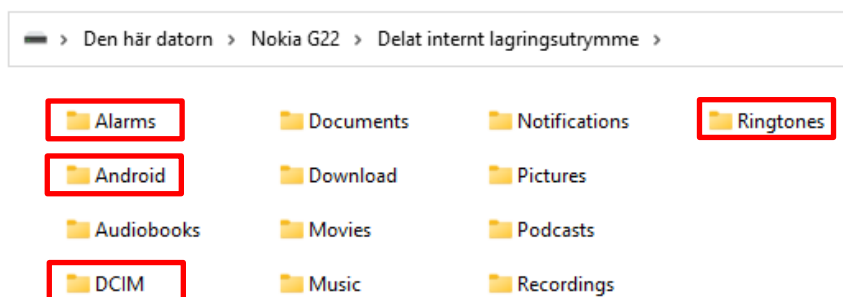 Den här datorn > Nokia G22 > Delat internt lagringsutrymme >
Alarms Documents Notifications Ringtones
Android Download Pictures
Audiobooks Movies Podcasts
DCIM Music Recordings